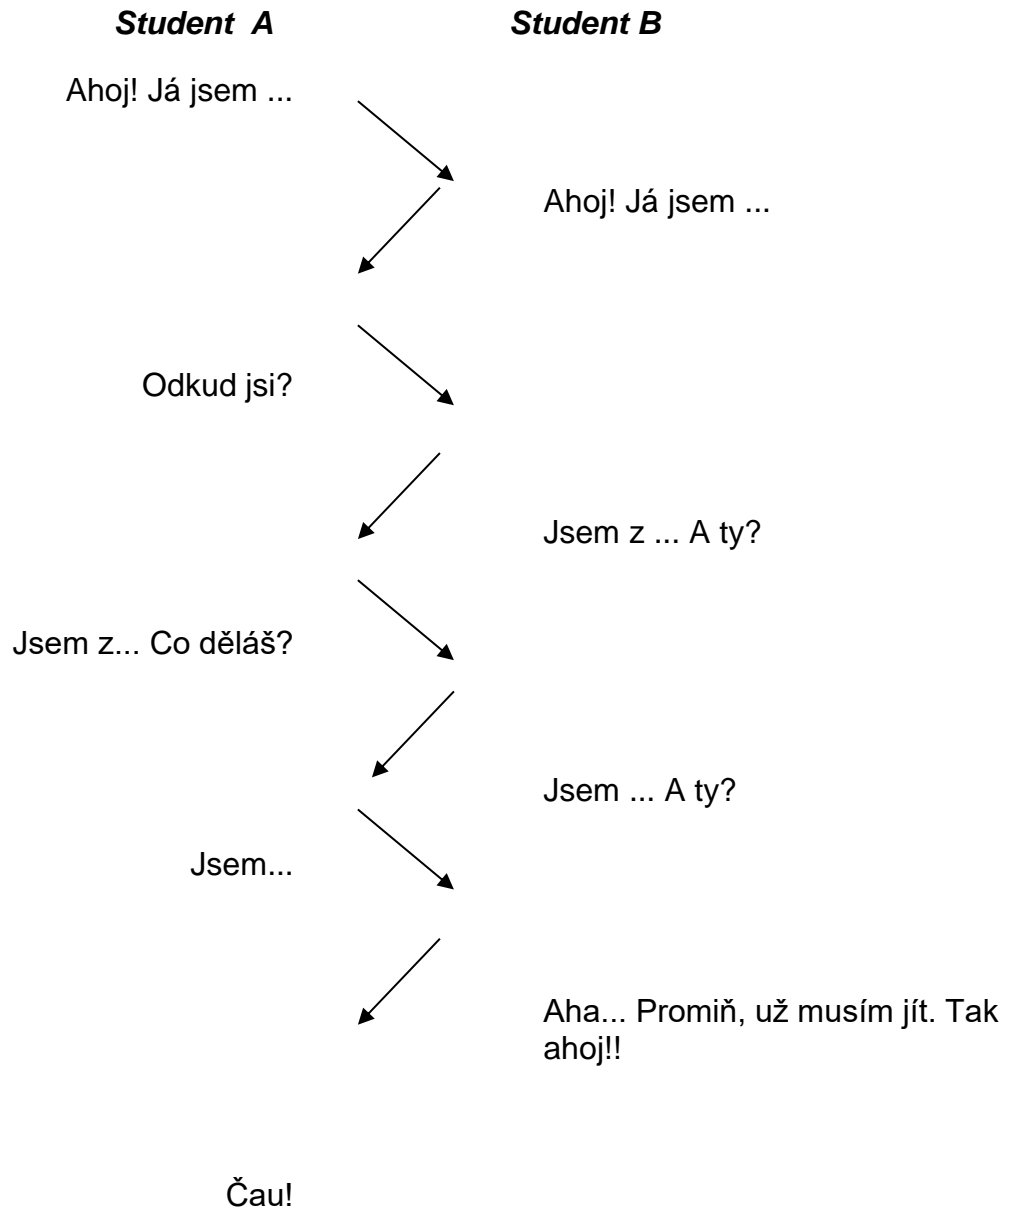 Student A Student B
Ahoj! Já jsem ...
Ahoj! Já jsem ...
Odkud jsi?
Jsem z ... A ty?
Jsem z... Co děláš?
Jsem ... A ty?
Jsem...
Aha... Promiň, už musím jít. Tak
ahoj!!
Čau!